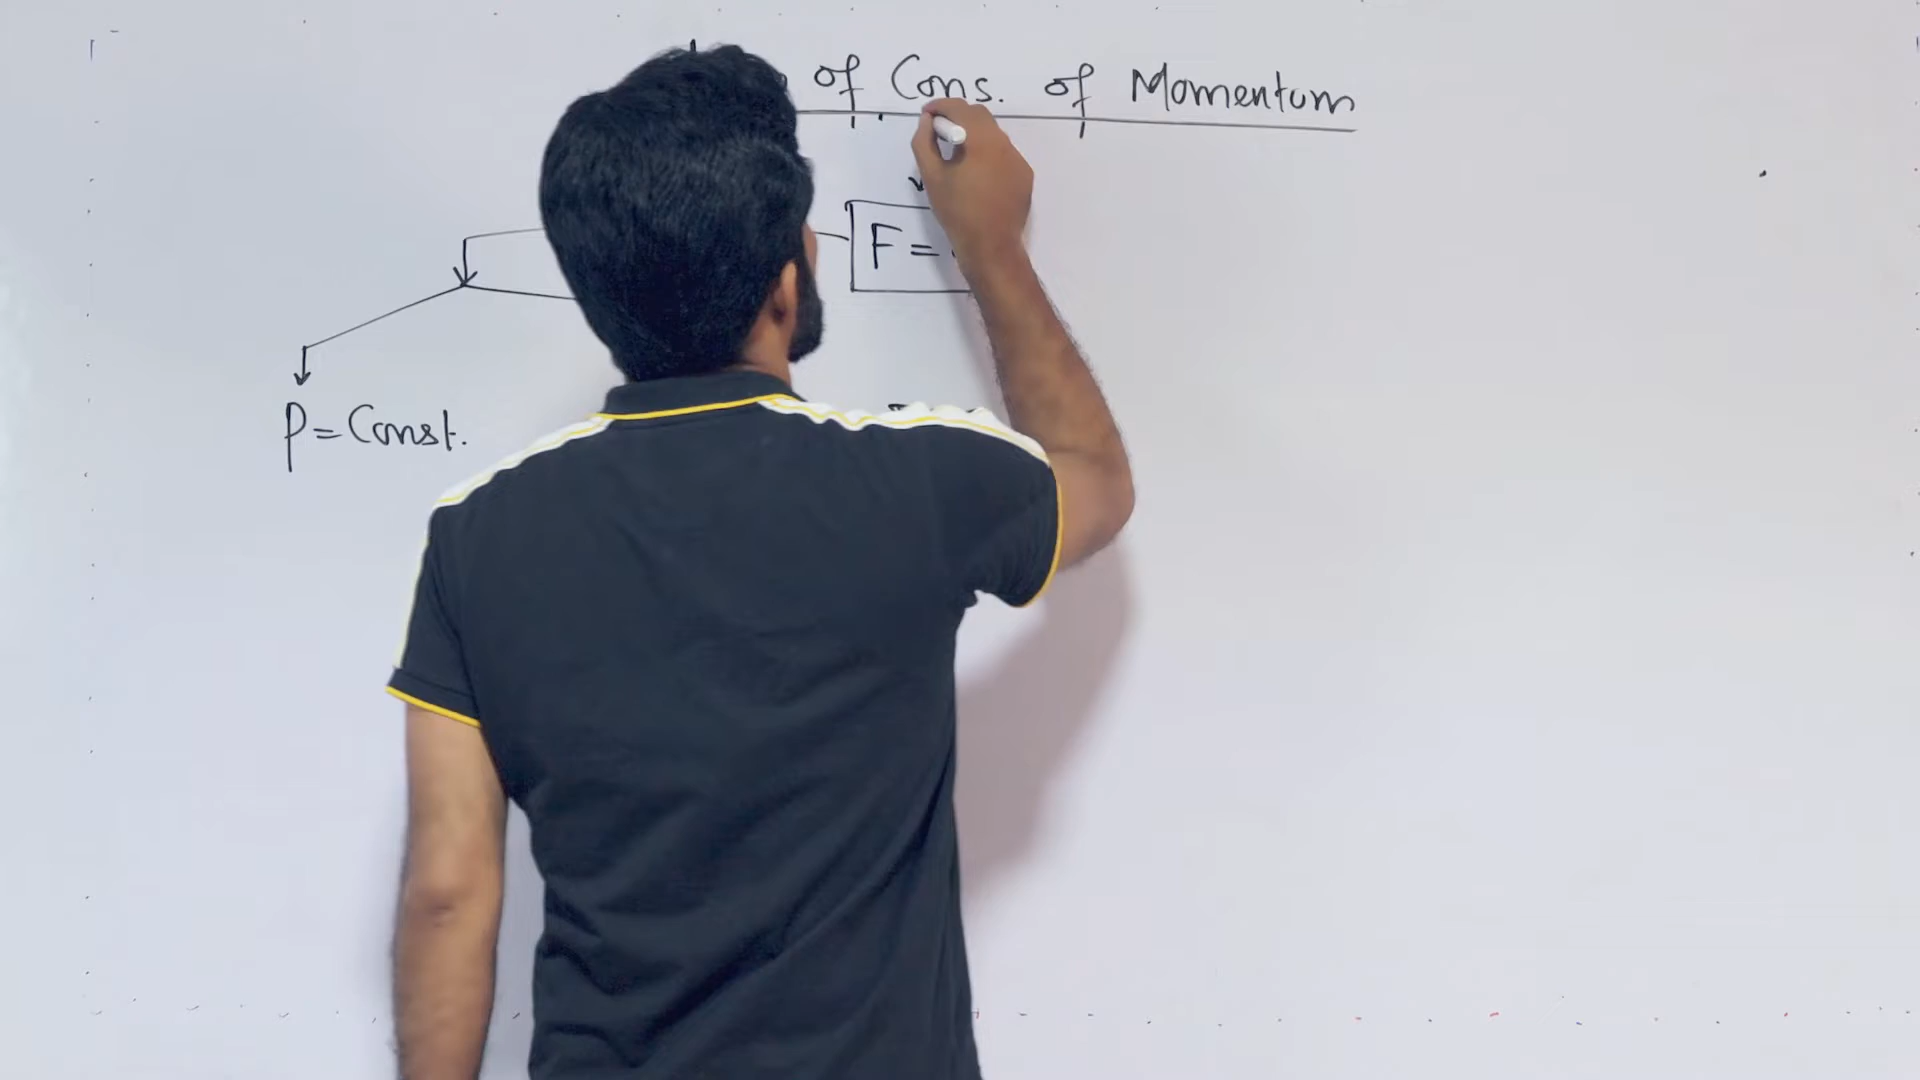 of Cons. of Momentum
F =
P = Const.